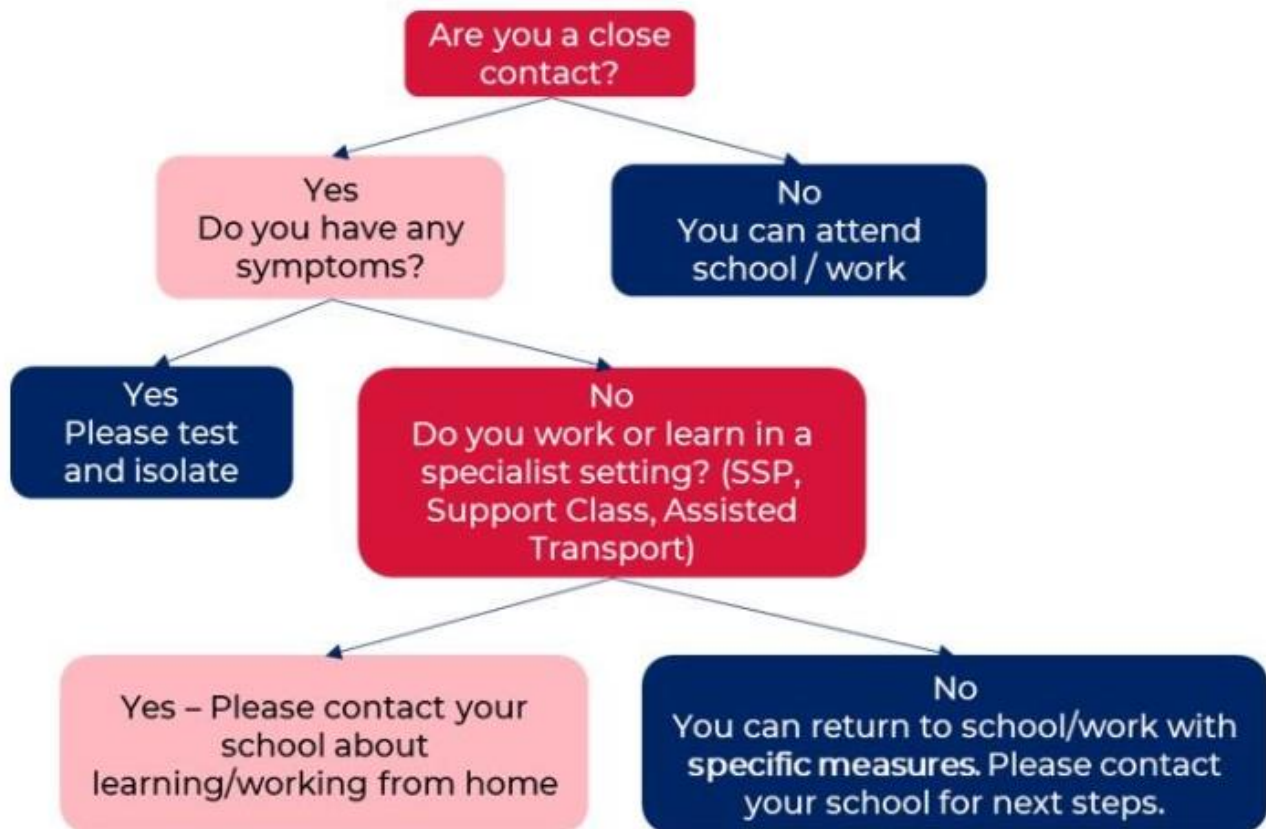 Are you a close
contact?
Yes
Do you have any
symptoms?
No
You can attend
school / work
Yes
Please test
and isolate
No
Do you work or learn in a
specialist setting? (SSP,
Support Class, Assisted
Transport)
Yes – Please contact your
school about
learning/working from home
No
You can return to school/work with
specific measures. Please contact
your school for next steps.